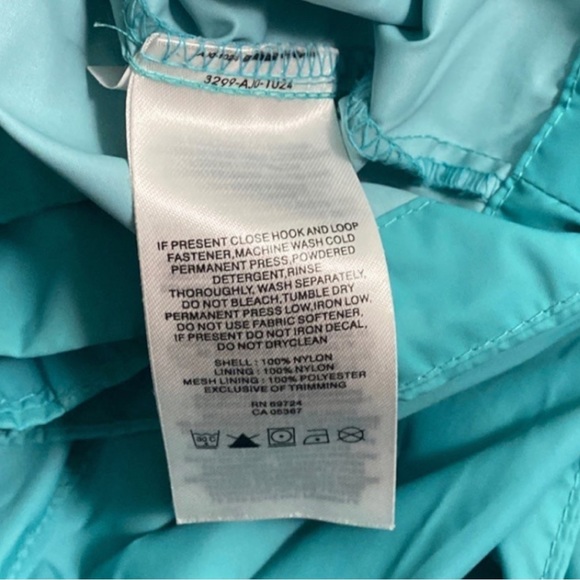 3299-AJ0-1024
IF PRESENT CLOSE HOOK AND LOOP
FASTENER,MACHINE WASH COLD
PERMANENT PRESS,POWDERED
DETERGENT,RINSE
THOROUGHLY, WASH SEPARATELY,
DO NOT BLEACH,TUMBLE DRY
PERMANENT PRESS LOW,IRON LOW.
DO NOT USE FABRIC SOFTENER.
IF PRESENT DO NOT IRON DECAL,
DO NOT DRYCLEAN
SHELL : 100% NYLON
LINING : 100% NYLON
MESH LINING : 100% POLYESTER
EXCLUSIVE OF TRIMMING
RN 69724
CA 05367